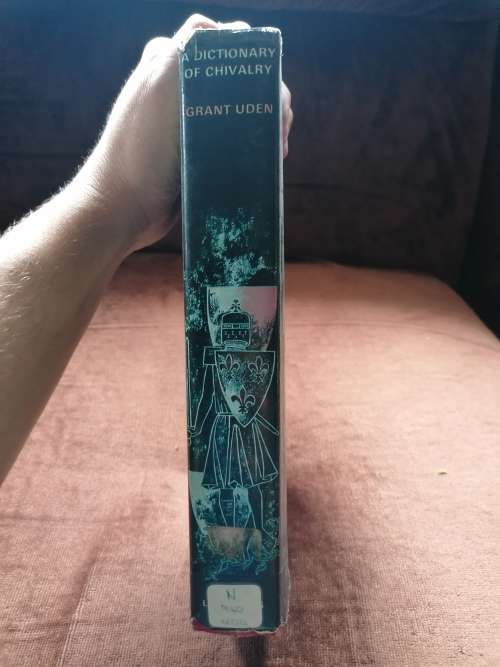 A DICTIONARY
OF CHIVALRY
GRANT UDEN
N